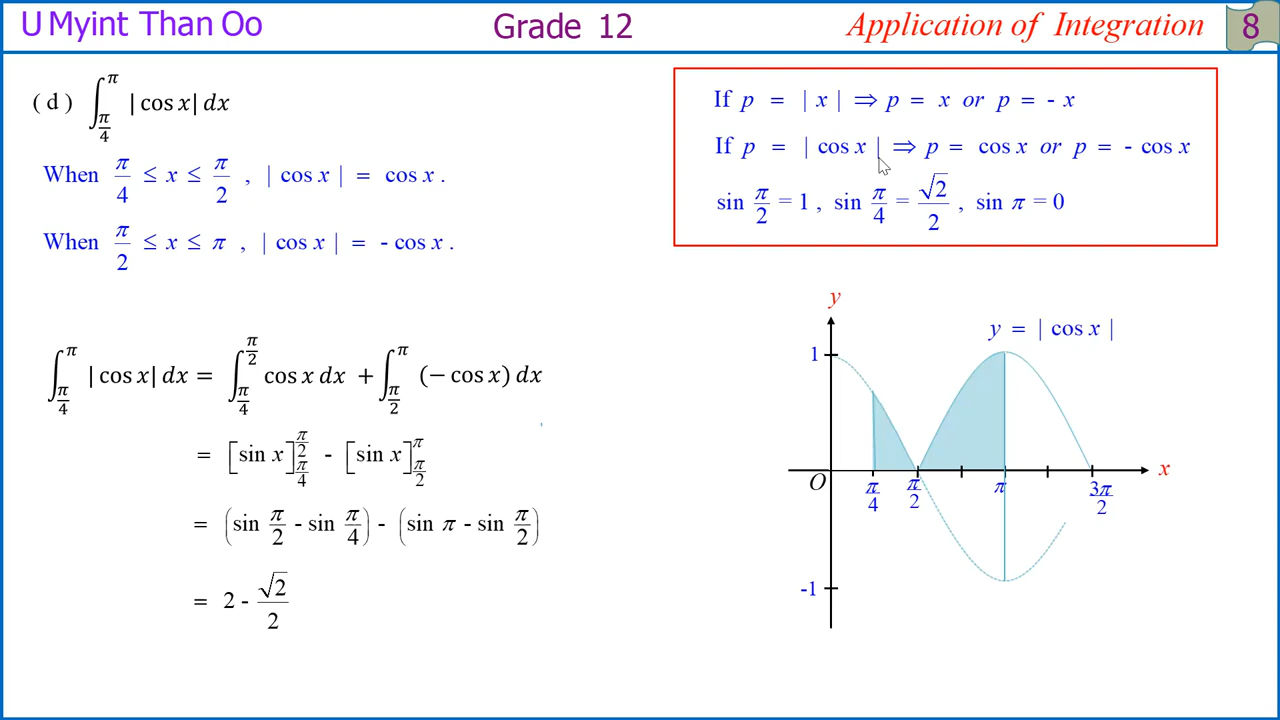 U Myint Than Oo
Grade 12
Application of Integration
8
( d ) ∫_{π/4}^{π} | cos x | dx
When π/4 ≤ x ≤ π/2 , | cos x | = cos x .
When π/2 ≤ x ≤ π , | cos x | = - cos x .
∫_{π/4}^{π} | cos x | dx = ∫_{π/4}^{π/2} cos x dx + ∫_{π/2}^{π} (− cos x) dx
= [sin x]_{π/4}^{π/2} - [sin x]_{π/2}^{π}
= (sin π/2 - sin π/4) - (sin π - sin π/2)
= 2 - √2/2
If p = | x | ⇒ p = x or p = - x
If p = | cos x | ⇒ p = cos x or p = - cos x
sin π/2 = 1 , sin π/4 = √2/2 , sin π = 0
y
y = | cos x |
1
O π/4 π/2 π 3π/2 x
-1